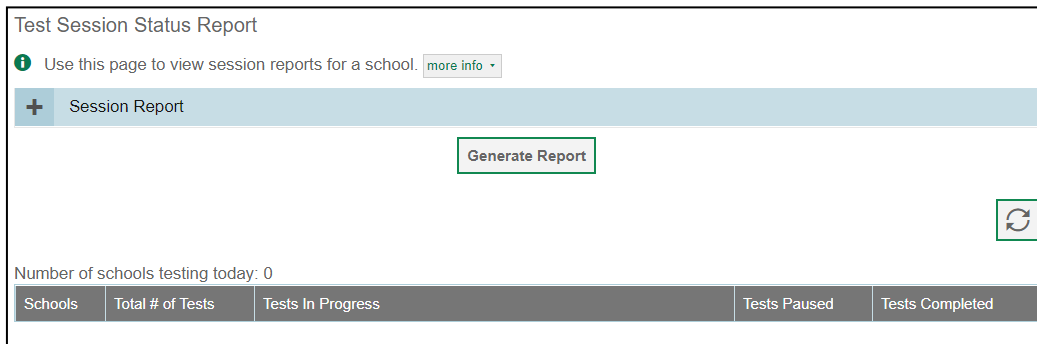 Test Session Status Report
Use this page to view session reports for a school. more info
Session Report
Generate Report
Number of schools testing today: 0
Schools Total # of Tests Tests In Progress Tests Paused Tests Completed